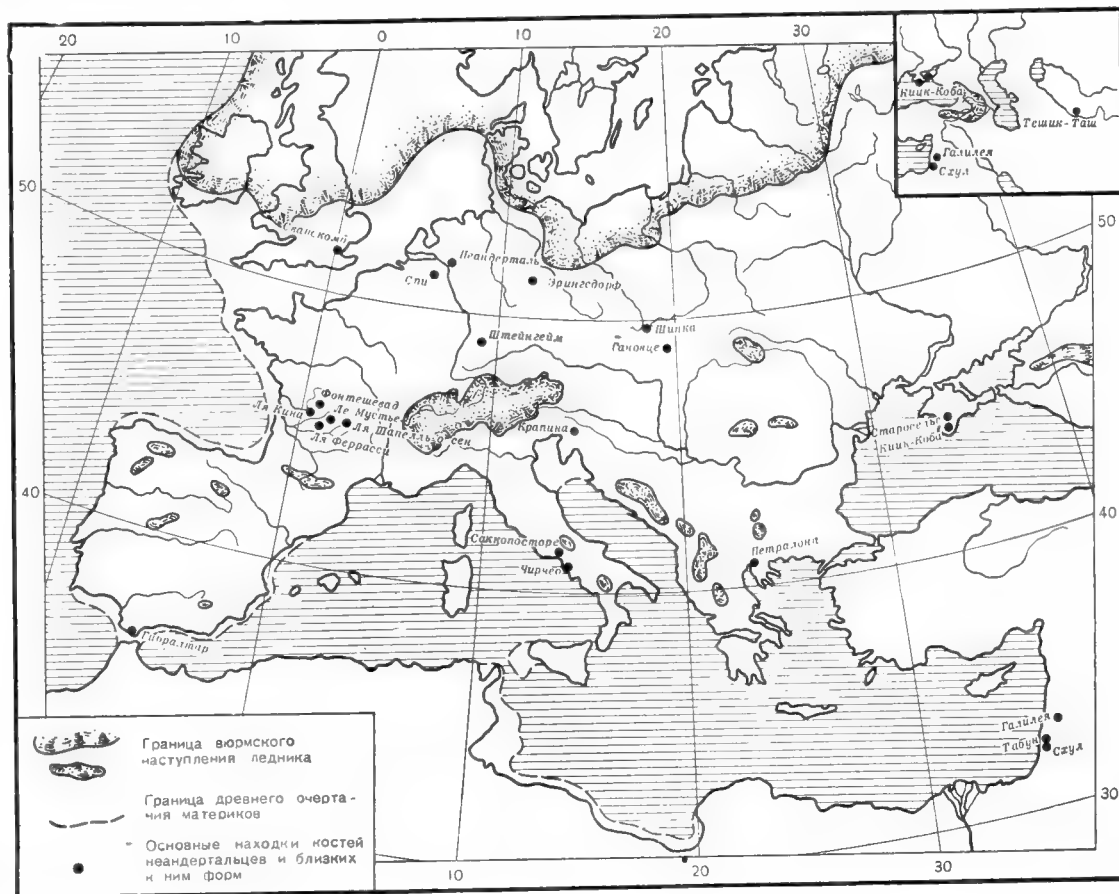 20
10
0
10
20
30
Киик-Коба
Тешик-Таш
Галилея
Схул
50
50
Сванскомб
Неандерталь
Спи
Эрингсдорф
Шипка
Штейнгейм
Гановце
Фонтешевад
Ля Кина
Ле Мустье
Ля Шапелль-о-сен
Ля Феррасси
Крапина
Староселье
Киик-Коба
40
40
Саккопасторе
Чирчео
Петралона
Гибралтар
Галилея
Табун
Схул
30
10
20
30
Граница вюрмского
наступления ледника
Граница древнего очерта-
ния материков
Основные находки костей
неандертальцев и близких
к ним форм